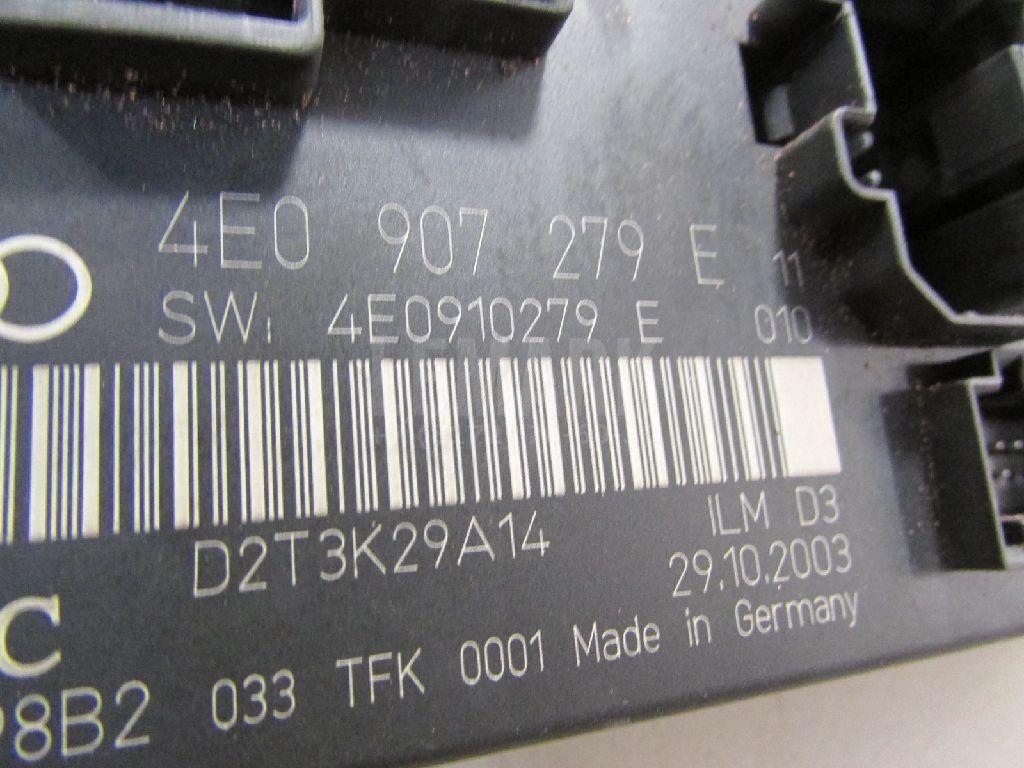 4E0 907 279 E 11
SW: 4E0910279 E 010
D2T3K29A14 ILM D3
29.10.2003
C
98B2 033 TFK 0001 Made in Germany